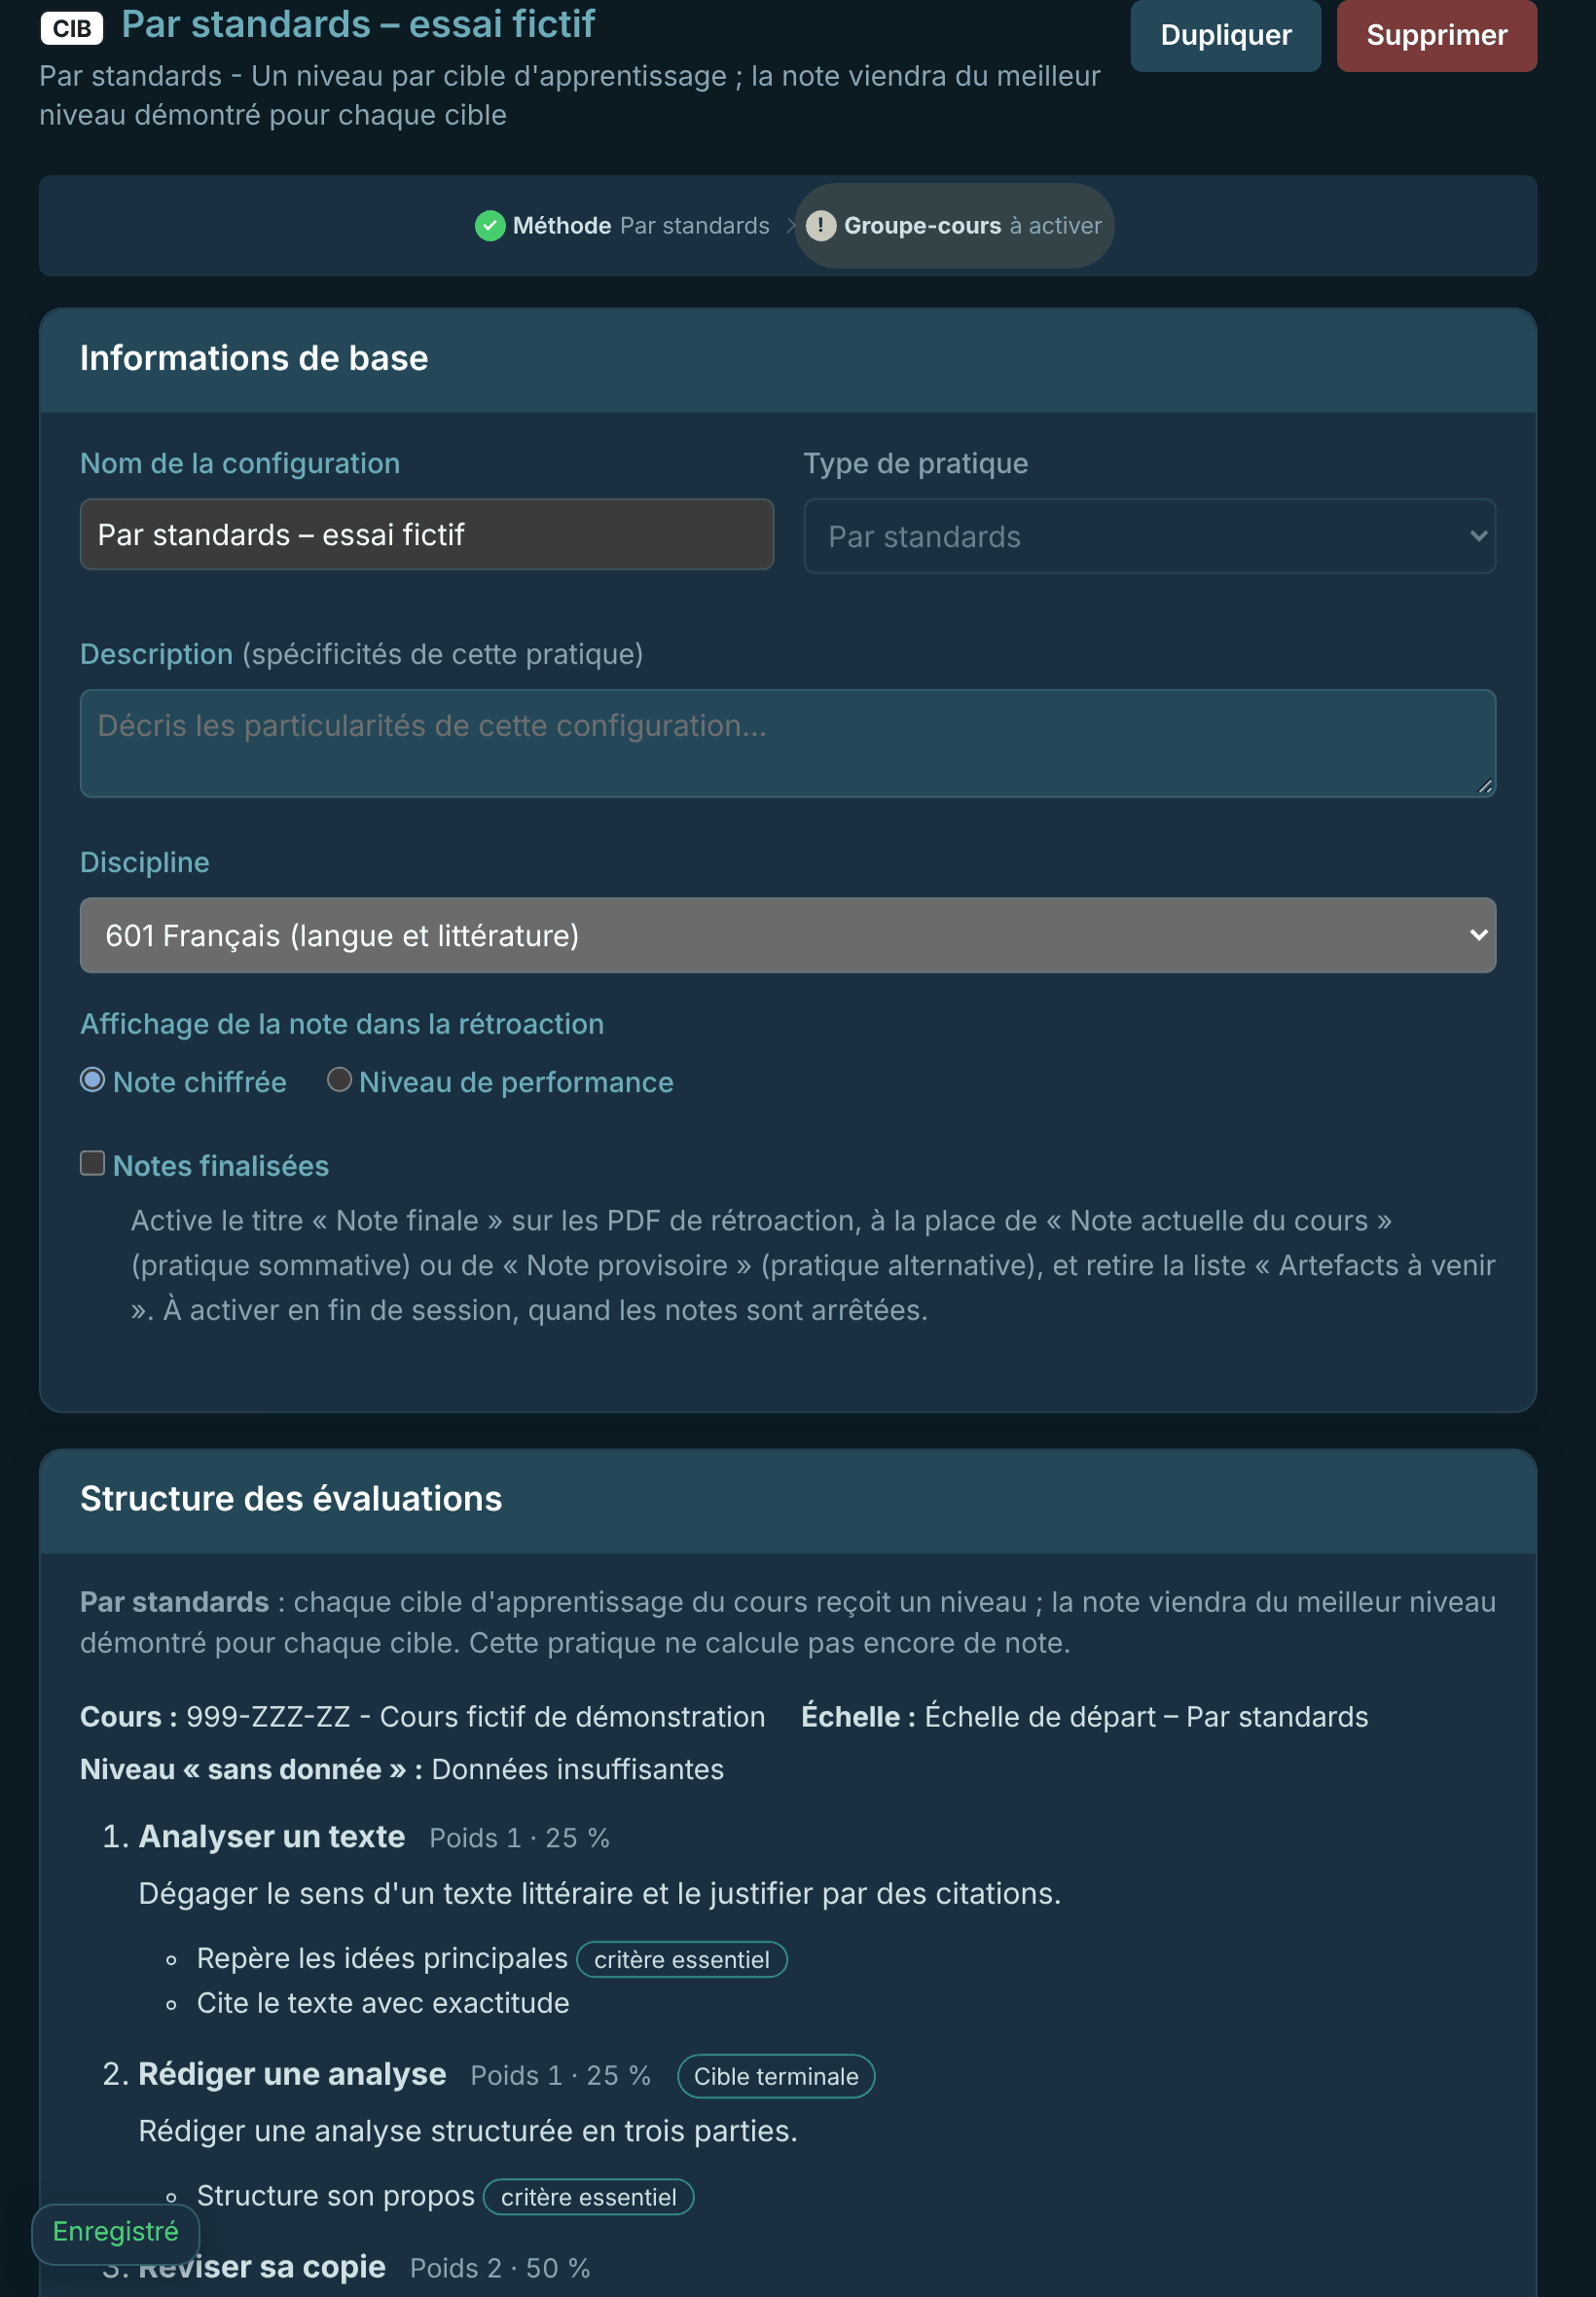 CIB Par standards – essai fictif
Dupliquer
Supprimer
Par standards - Un niveau par cible d'apprentissage ; la note viendra du meilleur
niveau démontré pour chaque cible
Méthode Par standards
! Groupe-cours à activer
Informations de base
Nom de la configuration
Type de pratique
Par standards – essai fictif
Par standards
Description (spécificités de cette pratique)
Décris les particularités de cette configuration...
Discipline
601 Français (langue et littérature)
Affichage de la note dans la rétroaction
Note chiffrée
Niveau de performance
Notes finalisées
Active le titre « Note finale » sur les PDF de rétroaction, à la place de « Note actuelle du cours »
(pratique sommative) ou de « Note provisoire » (pratique alternative), et retire la liste « Artefacts à venir
». À activer en fin de session, quand les notes sont arrêtées.
Structure des évaluations
Par standards : chaque cible d'apprentissage du cours reçoit un niveau ; la note viendra du meilleur niveau
démontré pour chaque cible. Cette pratique ne calcule pas encore de note.
Cours : 999-ZZZ-ZZ - Cours fictif de démonstration Échelle : Échelle de départ – Par standards
Niveau « sans donnée » : Données insuffisantes
1. Analyser un texte Poids 1 · 25 %
Dégager le sens d'un texte littéraire et le justifier par des citations.
Repère les idées principales critère essentiel
Cite le texte avec exactitude
2. Rédiger une analyse Poids 1 · 25 % Cible terminale
Rédiger une analyse structurée en trois parties.
Structure son propos critère essentiel
Enregistré
3. Réviser sa copie Poids 2 · 50 %